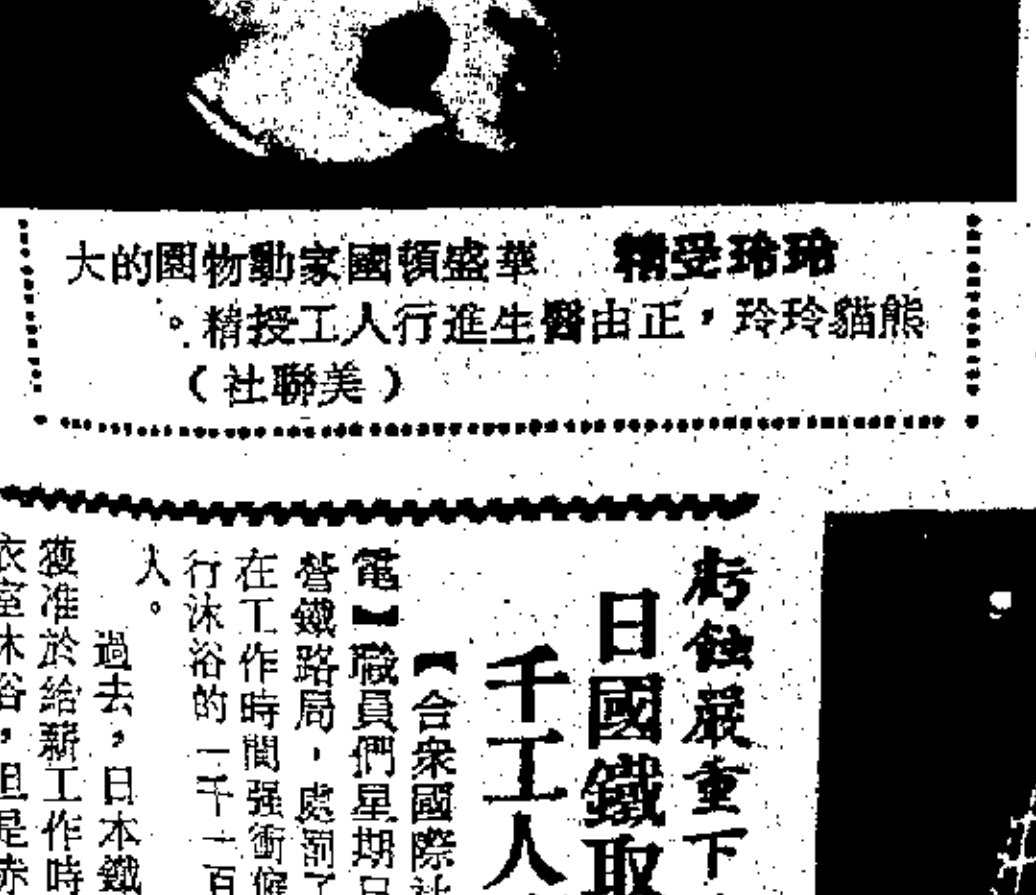 玲玲受精　華盛頓國家動物園的大
熊貓玲玲，正由醫生進行人工授精。
（美聯社）
虧蝕嚴重下
日國鐵取
千工人
【合衆國際社
電】職員們星期日
營鐵路局，處罰了
在工作時間强衝
行沐浴的一千一百
人。
過去，日本鐵
獲准於給薪工作時
衣室沐浴，但是赤